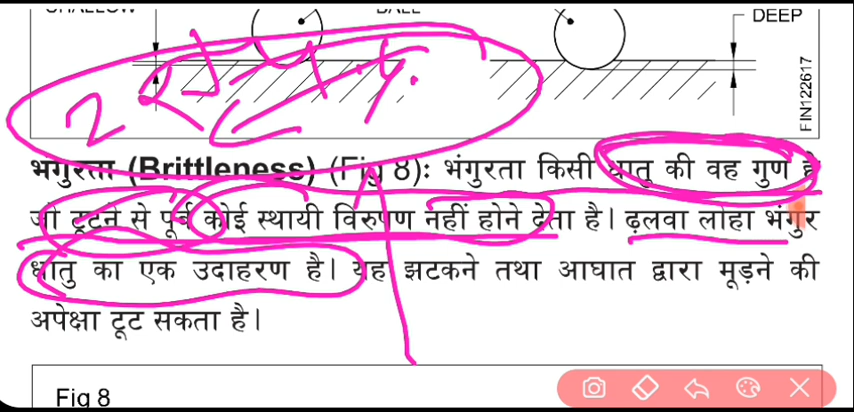 BALL
DEEP
FIN122617
भंगुरता (Brittleness) (Fig 8): भंगुरता किसी धातु की वह गुण है
जो टूटने से पूर्व कोई स्थायी विरुपण नहीं होने देता है। ढ़लवा लोहा भंगुर
धातु का एक उदाहरण है। यह झटकने तथा आघात द्वारा मूड़ने की
अपेक्षा टूट सकता है।
Fig 8